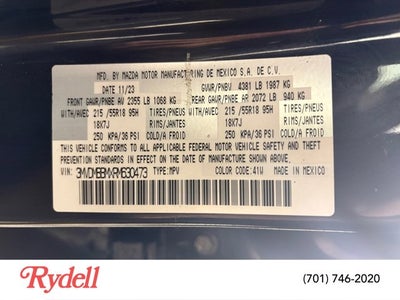 MFD. BY MAZDA MOTOR MANUFACTURING DE MEXICO S.A. DE C.V.
DATE 11/23 GVWR/PNBV 4381 LB 1987 KG
FRONT GAWR/PNBE AV 2355 LB 1068 KG REAR GAWR/PNBE AR 2072 LB 940 KG
WITH/AVEC 215 /55R18 95H TIRES/PNEUS WITH/AVEC 215 /55R18 95H TIRES/PNEUS
18X7J RIMS/JANTES 18X7J RIMS/JANTES
250 KPA/36 PSI COLD/A FROID 250 KPA/36 PSI COLD/A FROID
THIS VEHICLE CONFORMS TO ALL APPLICABLE FEDERAL MOTOR VEHICLE SAFETY, BUMPER, AND THEFT
PREVENTION STANDARDS IN EFFECT ON THE DATE OF MANUFACTURE SHOWN ABOVE.
VIN: 3MVDMBBMXRM630473 TYPE:MPV COLOR: 41W MADE IN MEXICO
Rydell
(701) 746-2020